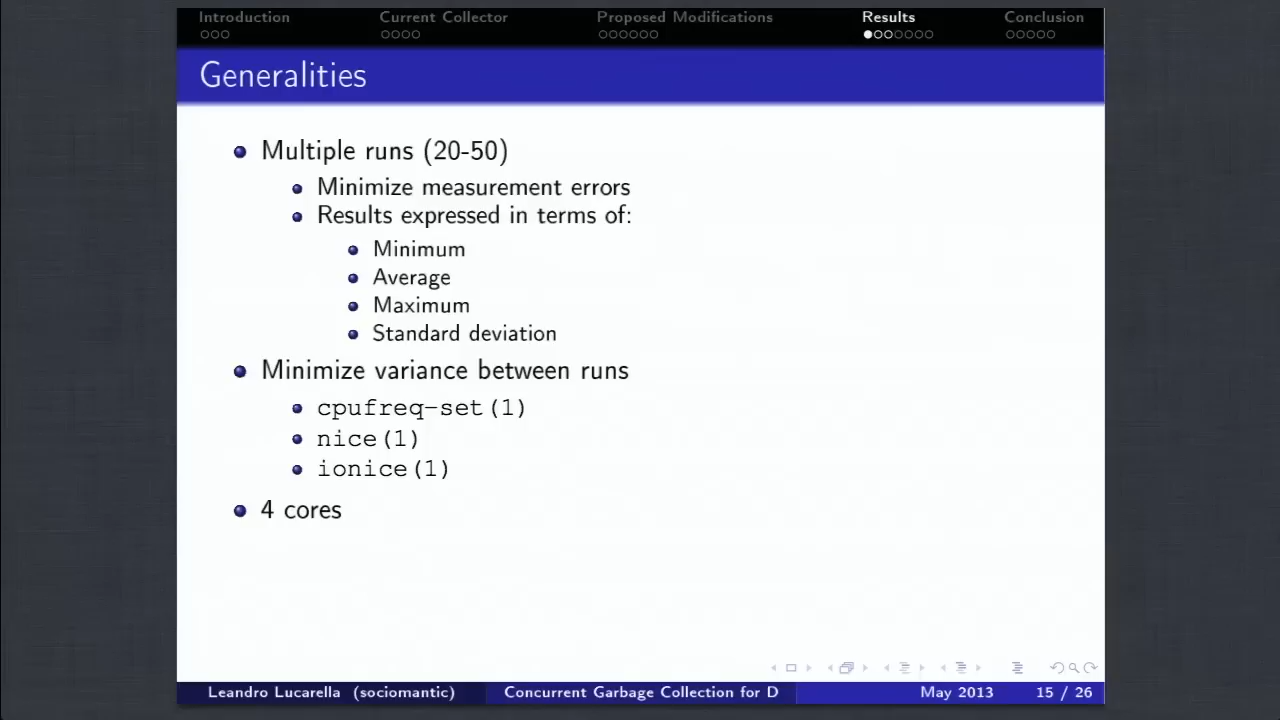 Introduction Current Collector Proposed Modifications Results Conclusion
Generalities
Multiple runs (20-50)
Minimize measurement errors
Results expressed in terms of:
Minimum
Average
Maximum
Standard deviation
Minimize variance between runs
cpufreq-set(1)
nice(1)
ionice(1)
4 cores
Leandro Lucarella (sociomantic) Concurrent Garbage Collection for D May 2013 15 / 26